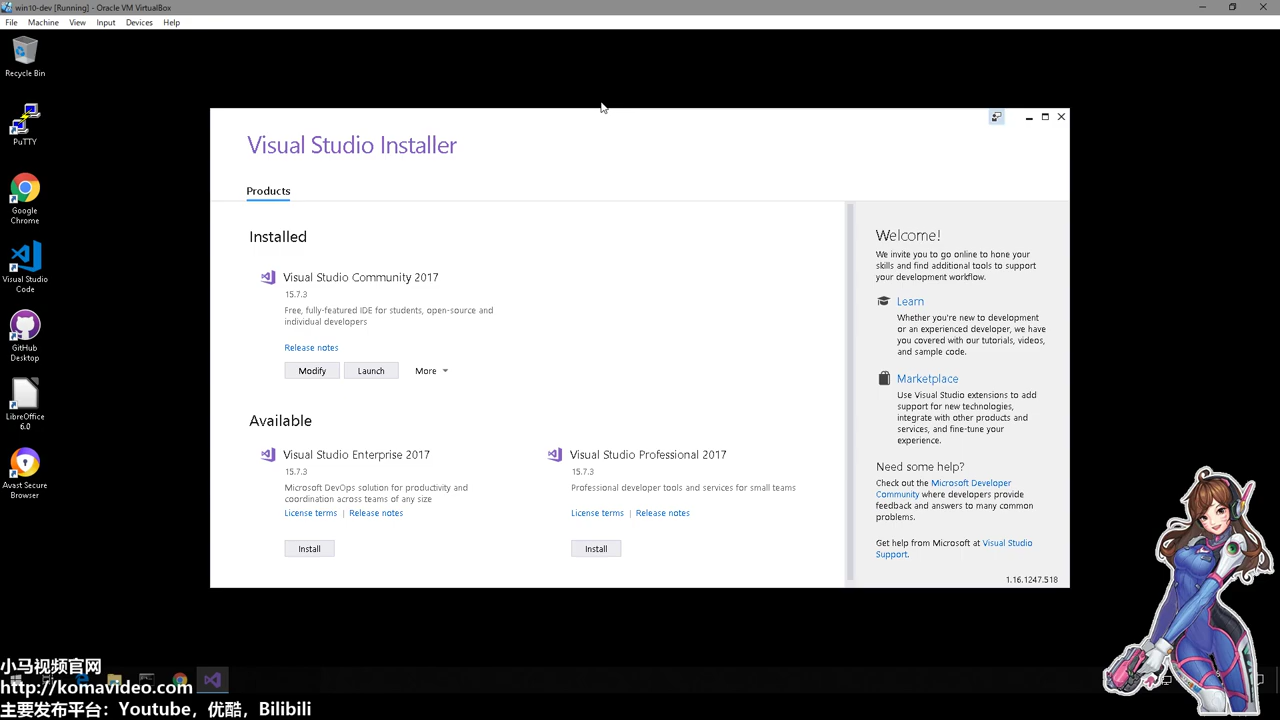 win10-dev [Running] - Oracle VM VirtualBox
File Machine View Input Devices Help
Recycle Bin
PuTTY
Google
Chrome
Visual Studio
Code
GitHub
Desktop
LibreOffice
6.0
Avast Secure
Browser
Visual Studio Installer
Products
Installed
Visual Studio Community 2017
15.7.3
Free, fully-featured IDE for students, open-source and
individual developers
Release notes
Modify Launch More
Available
Visual Studio Enterprise 2017
15.7.3
Microsoft DevOps solution for productivity and
coordination across teams of any size
License terms | Release notes
Install
Visual Studio Professional 2017
15.7.3
Professional developer tools and services for small teams
License terms | Release notes
Install
Welcome!
We invite you to go online to hone your
skills and find additional tools to support
your development workflow.
Learn
Whether you're new to development
or an experienced developer, we have
you covered with our tutorials, videos,
and sample code.
Marketplace
Use Visual Studio extensions to add
support for new technologies,
integrate with other products and
services, and fine-tune your
experience.
Need some help?
Check out the Microsoft Developer
Community where developers provide
feedback and answers to many common
problems.
Get help from Microsoft at Visual Studio
Support.
1.16.1247.518
小马视频官网
http://komavideo.com
主要发布平台：Youtube，优酷，Bilibili